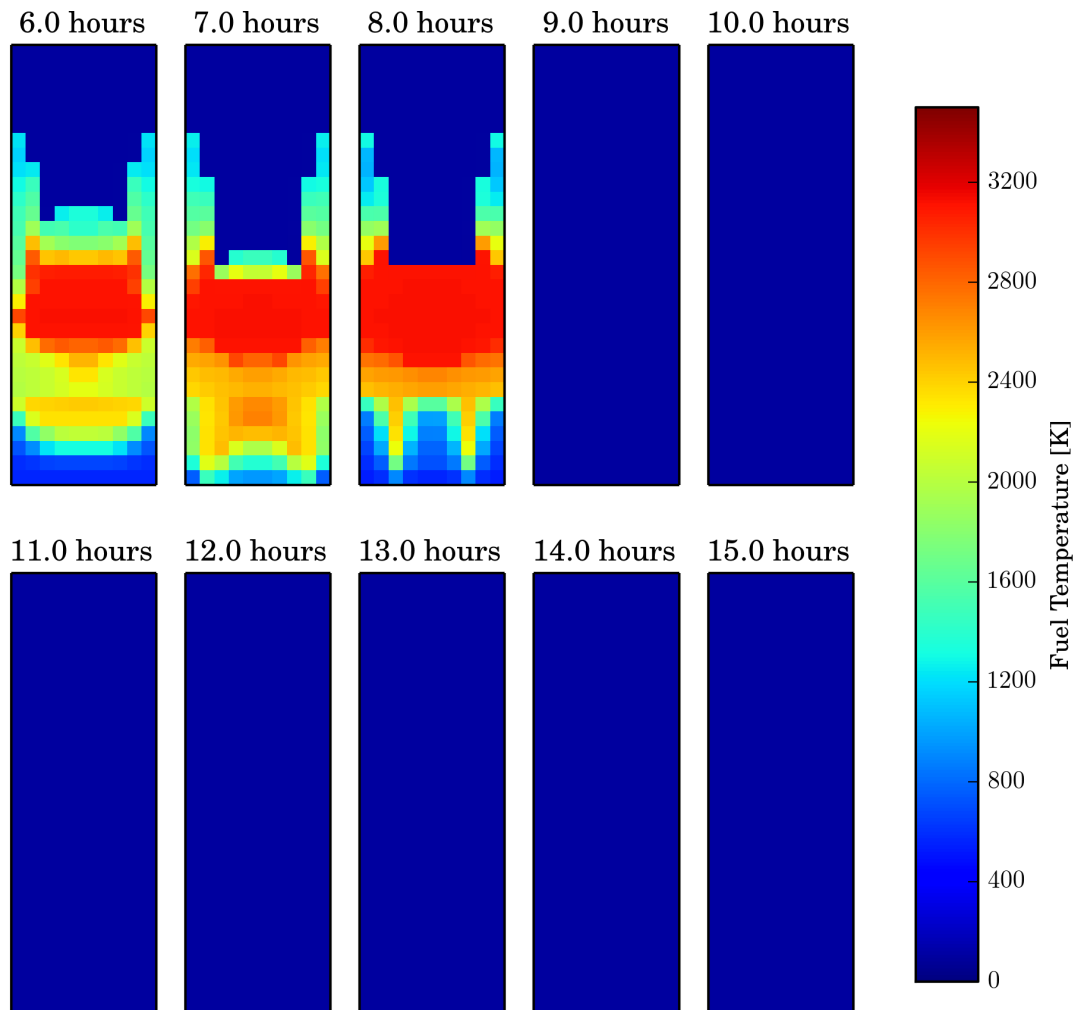 6.0 hours
7.0 hours
8.0 hours
9.0 hours
10.0 hours
3200
2800
2400
2000
1600
1200
800
400
0
Fuel Temperature [K]
11.0 hours
12.0 hours
13.0 hours
14.0 hours
15.0 hours